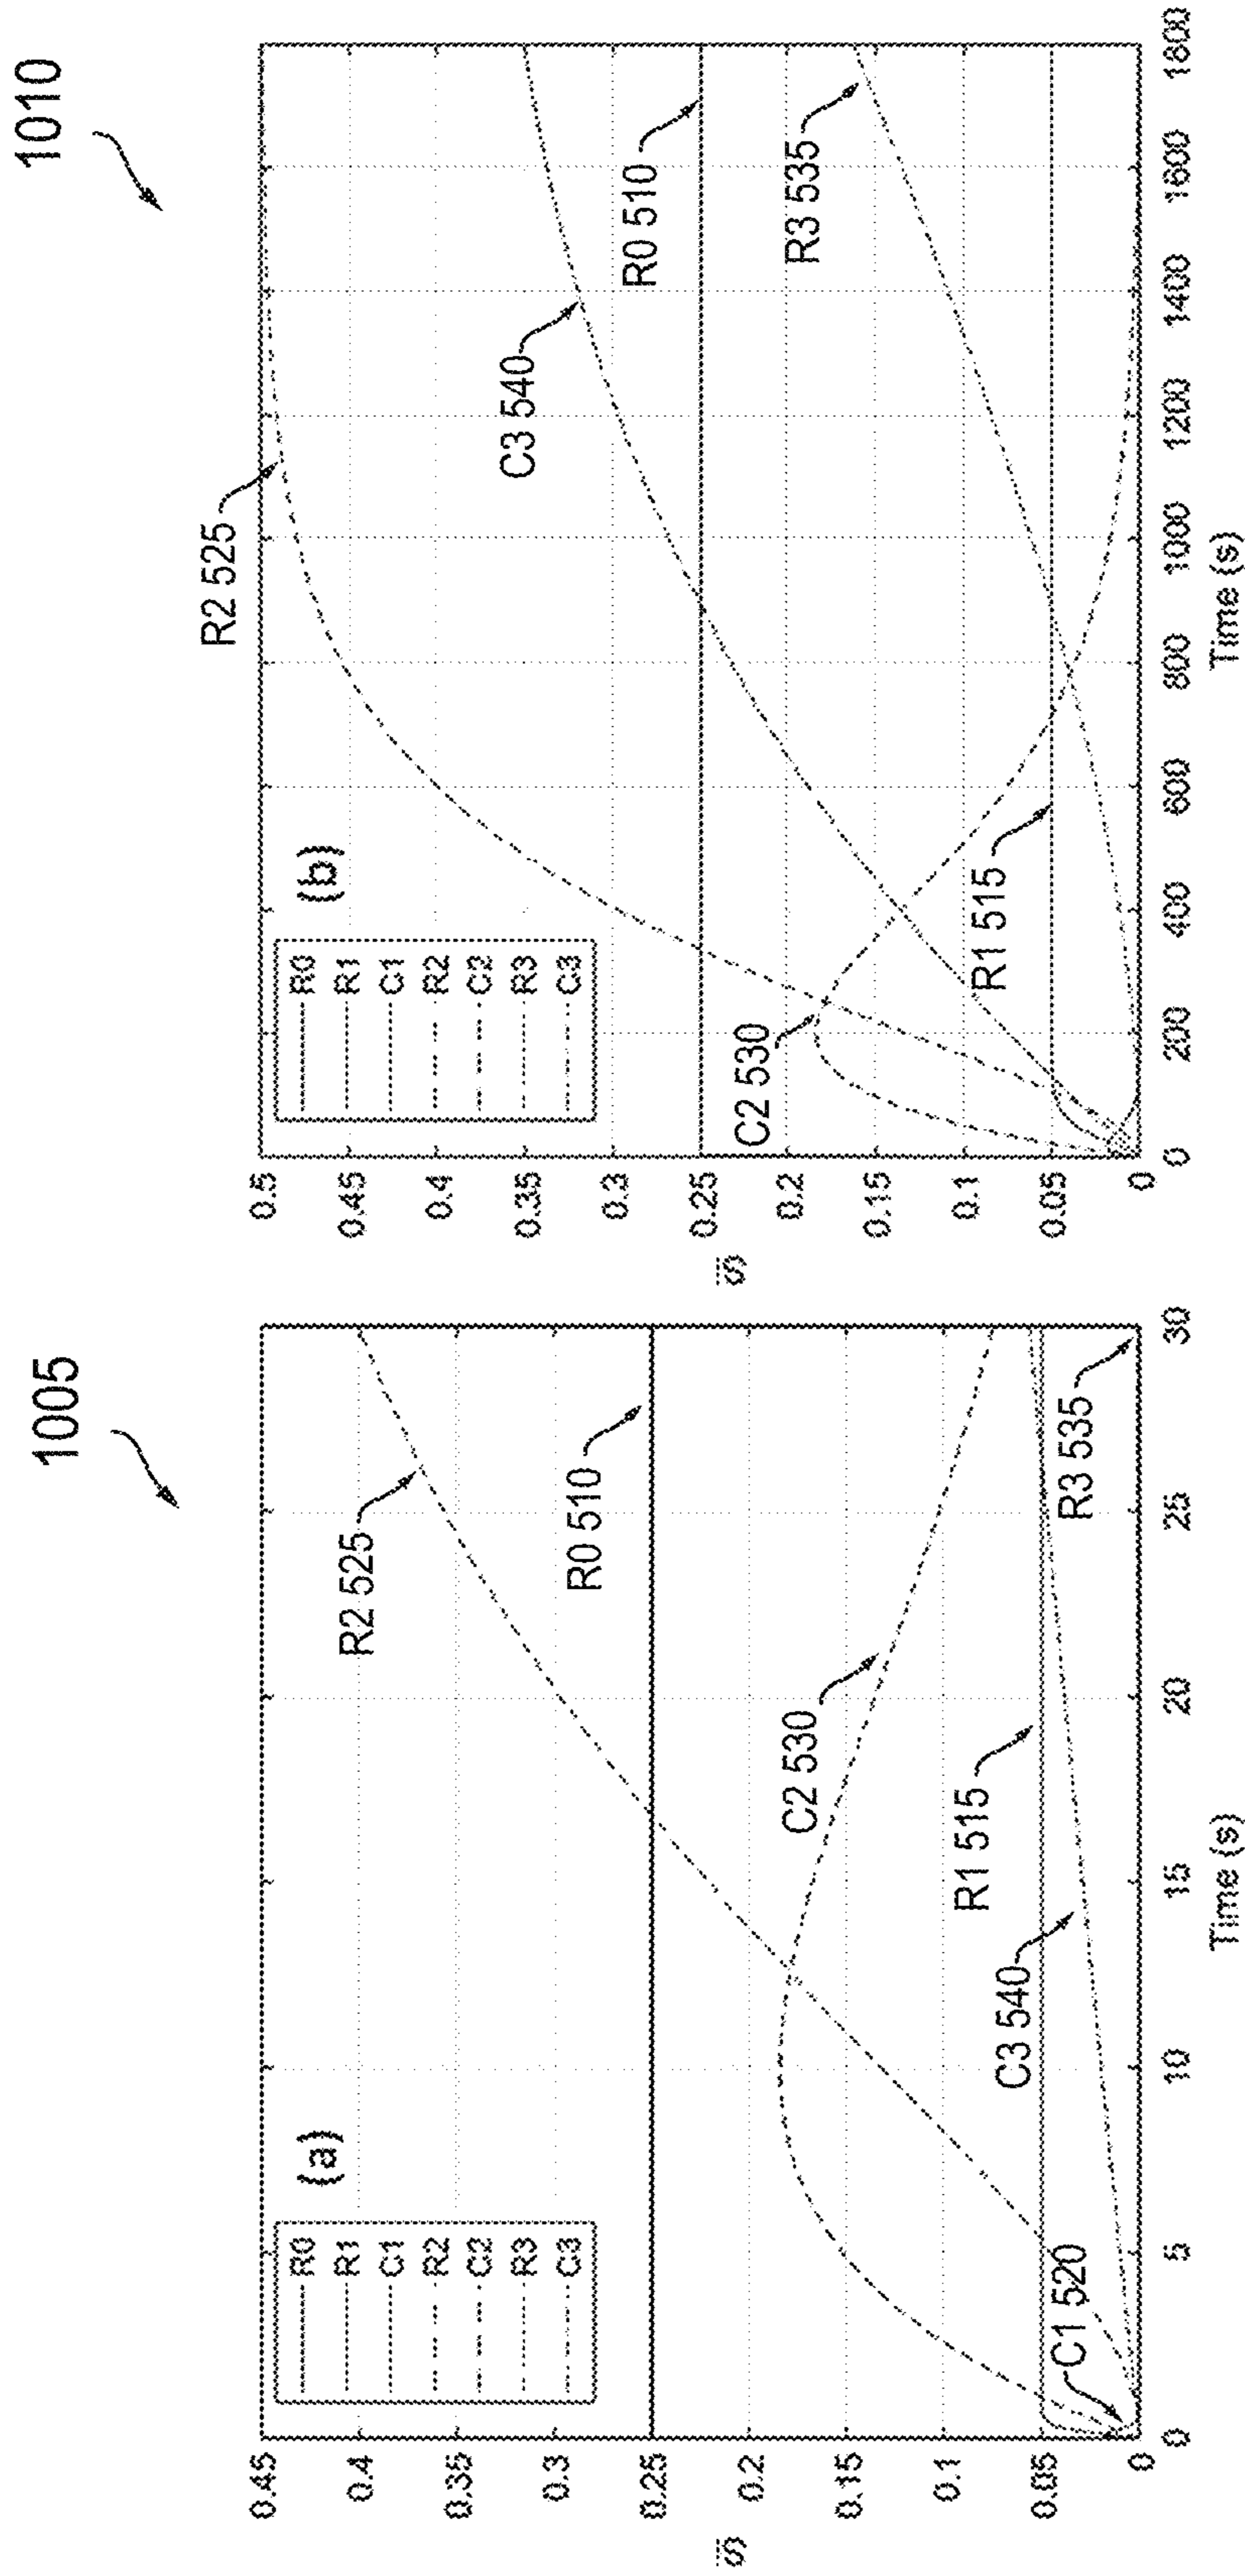 1005
(a)
R0
R1
C1
R2
C2
R3
C3
0.45
0.4
0.35
0.3
0.25
0.2
0.15
0.1
0.05
0
S
R2 525
R0 510
C2 530
R1 515
C3 540
C1 520
R3 535
0
5
10
15
20
25
30
Time (s)
1010
(b)
R0
R1
C1
R2
C2
R3
C3
0.5
0.45
0.4
0.35
0.3
0.25
0.2
0.15
0.1
0.05
0
S
R2 525
C3 540
R0 510
R3 535
C2 530
R1 515
0
200
400
600
800
1000
1200
1400
1600
1800
Time (s)